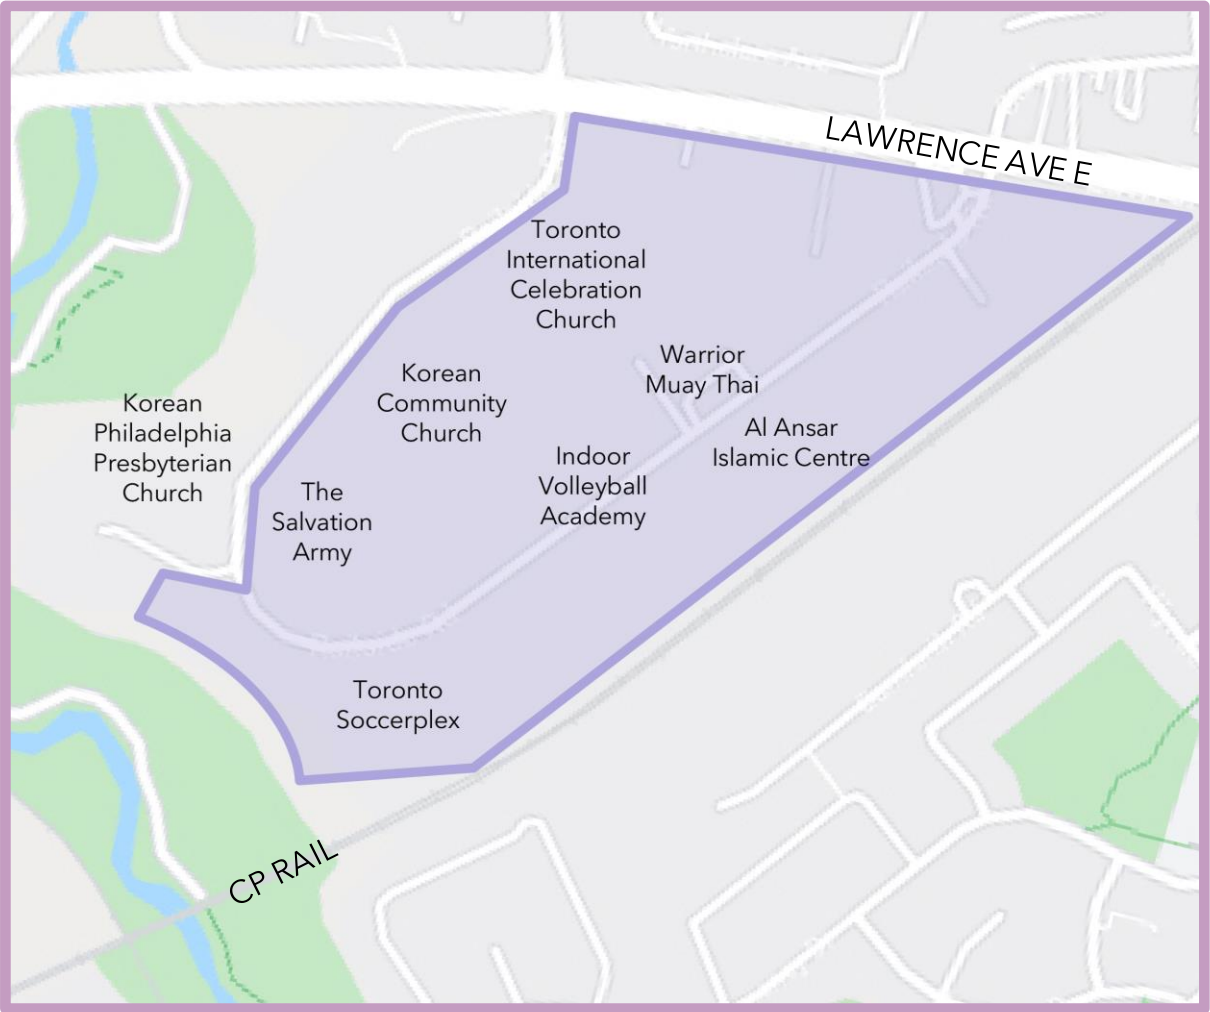 LAWRENCE AVE E
Toronto
International
Celebration
Church
Warrior
Muay Thai
Korean
Community
Church
Korean
Philadelphia
Presbyterian
Church
Al Ansar
Islamic Centre
Indoor
Volleyball
Academy
The
Salvation
Army
Toronto
Soccerplex
CP RAIL